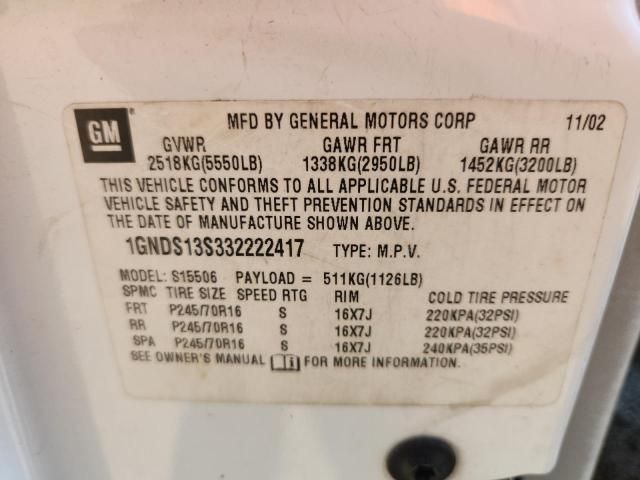 GM
MFD BY GENERAL MOTORS CORP 11/02
GVWR GAWR FRT GAWR RR
2518KG(5550LB) 1338KG(2950LB) 1452KG(3200LB)
THIS VEHICLE CONFORMS TO ALL APPLICABLE U.S. FEDERAL MOTOR
VEHICLE SAFETY AND THEFT PREVENTION STANDARDS IN EFFECT ON
THE DATE OF MANUFACTURE SHOWN ABOVE.
1GNDS13S332222417 TYPE: M.P.V.
MODEL: S15506 PAYLOAD = 511KG(1126LB)
SPMC TIRE SIZE SPEED RTG RIM COLD TIRE PRESSURE
FRT P245/70R16 S 16X7J 220KPA(32PSI)
RR P245/70R16 S 16X7J 220KPA(32PSI)
SPA P245/70R16 S 16X7J 240KPA(35PSI)
SEE OWNER'S MANUAL FOR MORE INFORMATION.